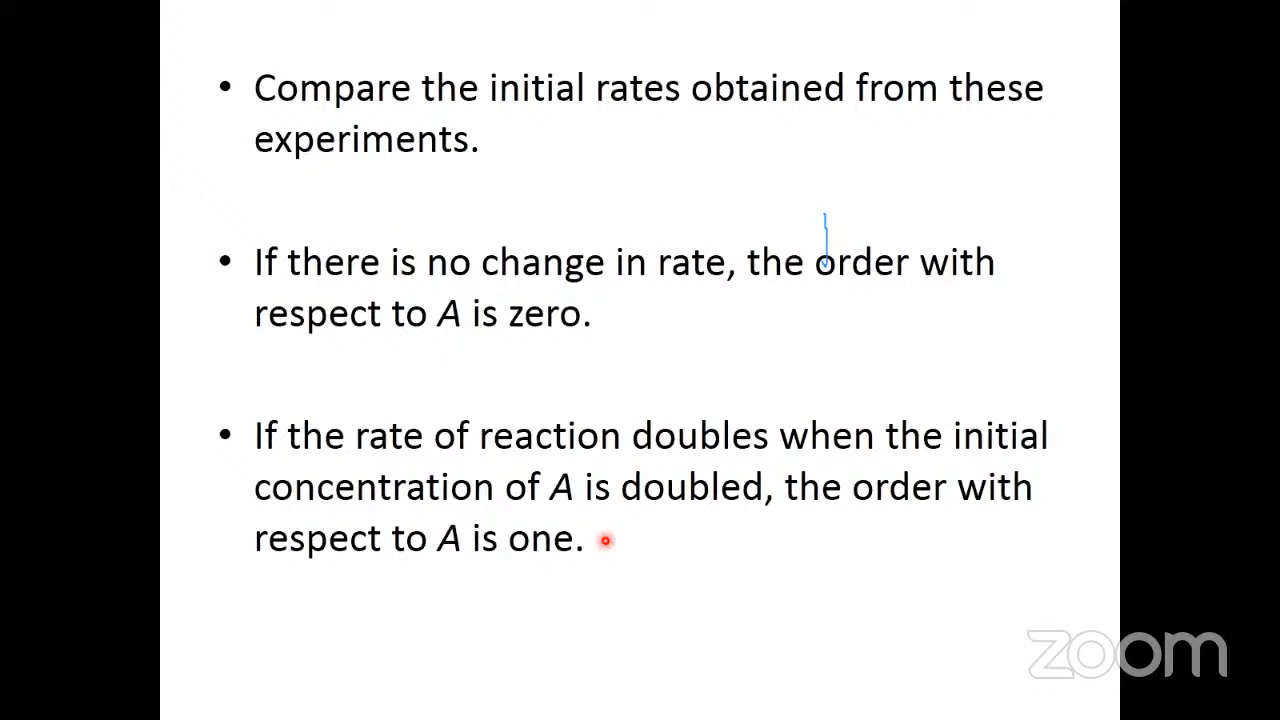 • Compare the initial rates obtained from these
experiments.
• If there is no change in rate, the order with
respect to A is zero.
• If the rate of reaction doubles when the initial
concentration of A is doubled, the order with
respect to A is one.
zoom